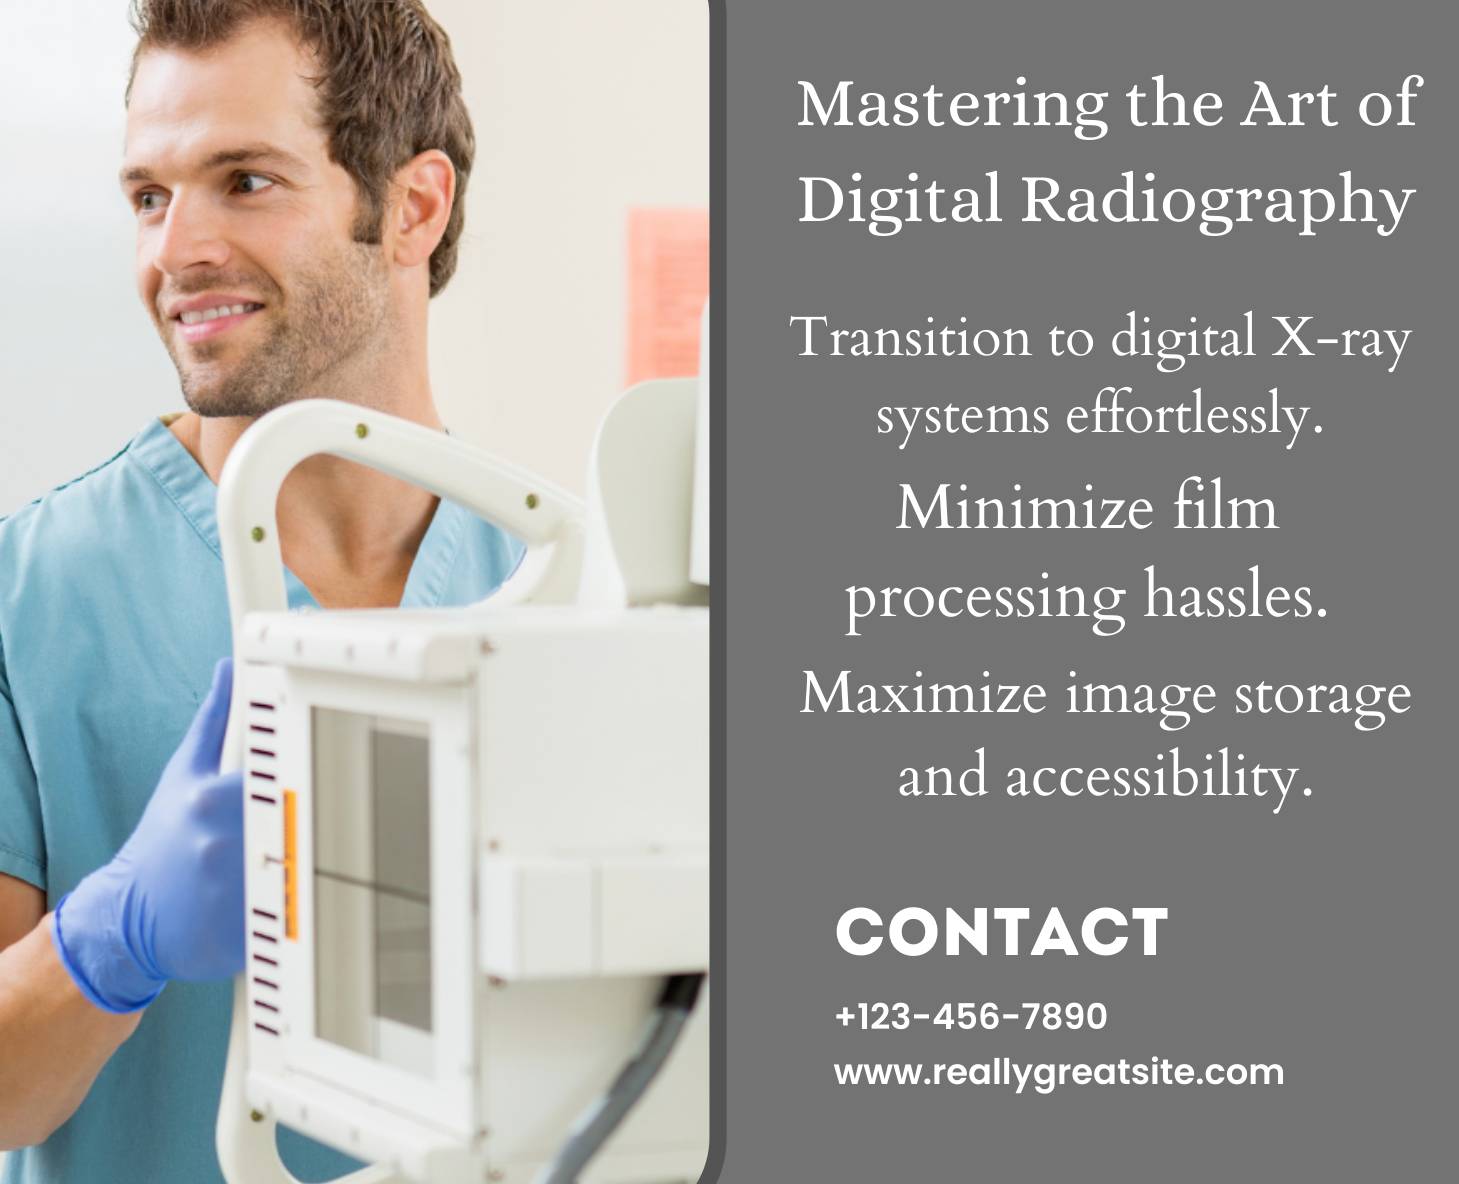 Mastering the Art of
Digital Radiography
Transition to digital X-ray
systems effortlessly.
Minimize film
processing hassles.
Maximize image storage
and accessibility.
CONTACT
+123-456-7890
www.reallygreatsite.com